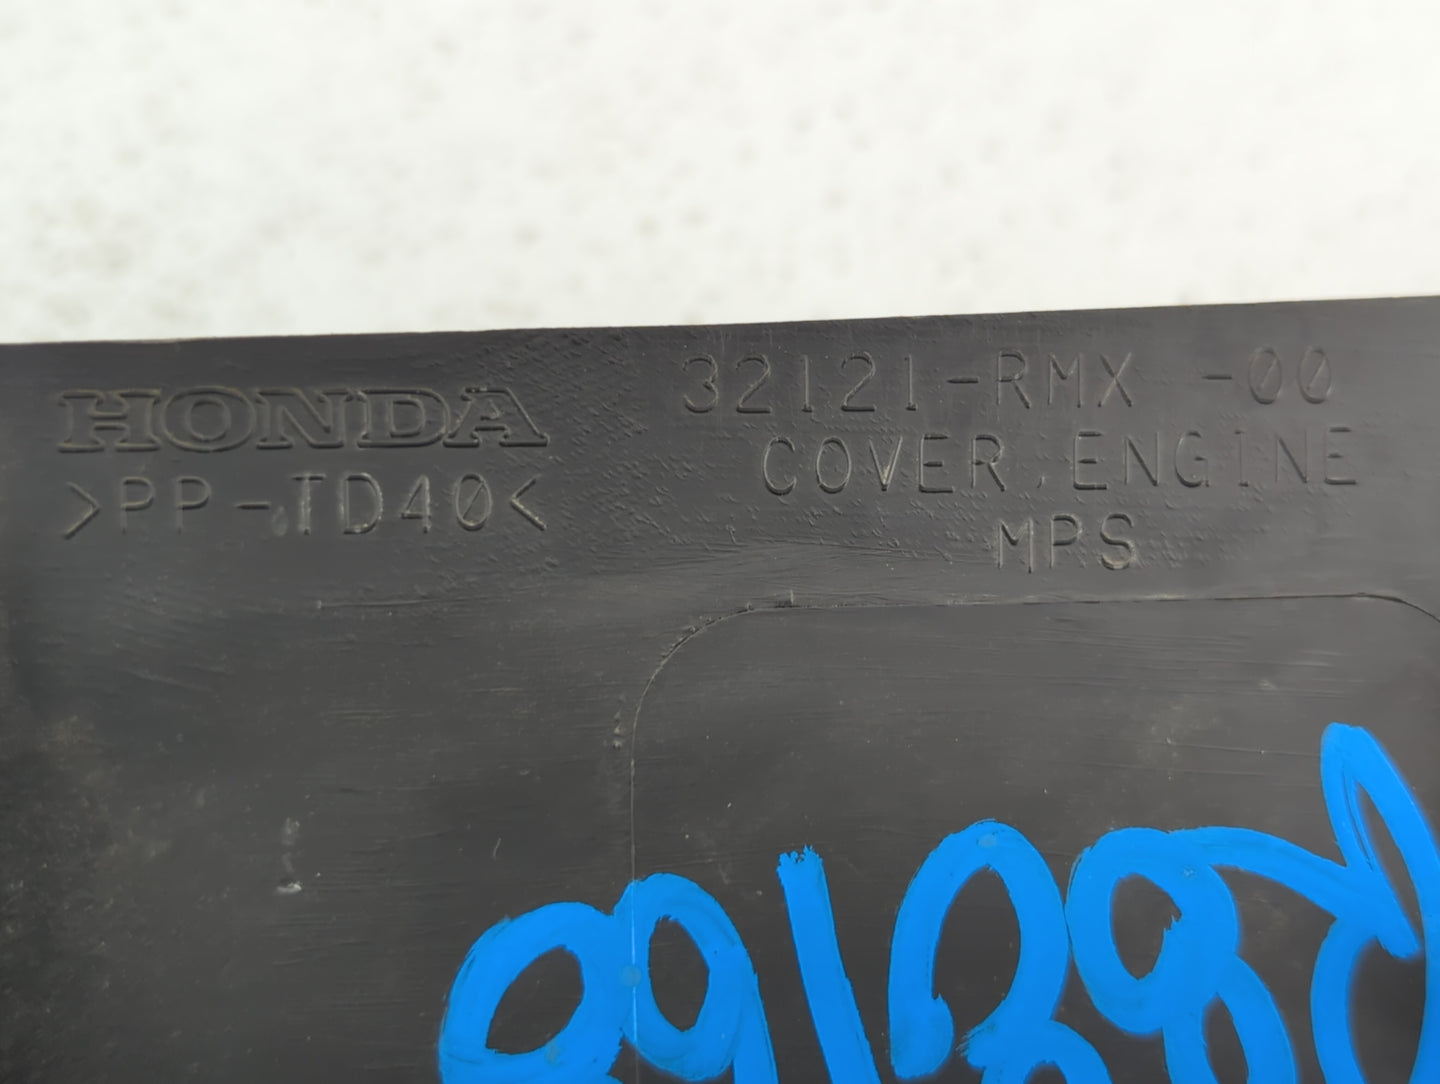 HONDA
>PP-TD40<
32121-RMX -00
COVER, ENGINE
MPS